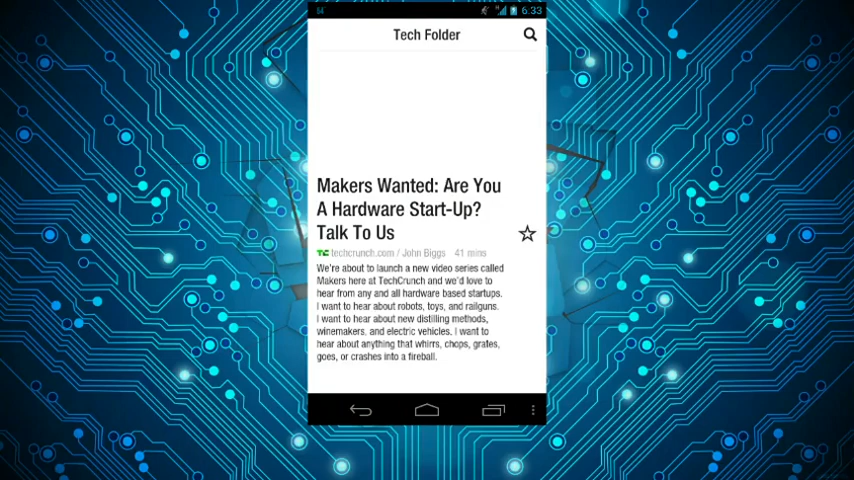 6:33
Tech Folder
Makers Wanted: Are You
A Hardware Start-Up?
Talk To Us
TC techcrunch.com / John Biggs 41 mins
We're about to launch a new video series called
Makers here at TechCrunch and we'd love to
hear from any and all hardware based startups.
I want to hear about robots, toys, and railguns.
I want to hear about new distilling methods,
winemakers, and electric vehicles. I want to
hear about anything that whirrs, chops, grates,
goes, or crashes into a fireball.